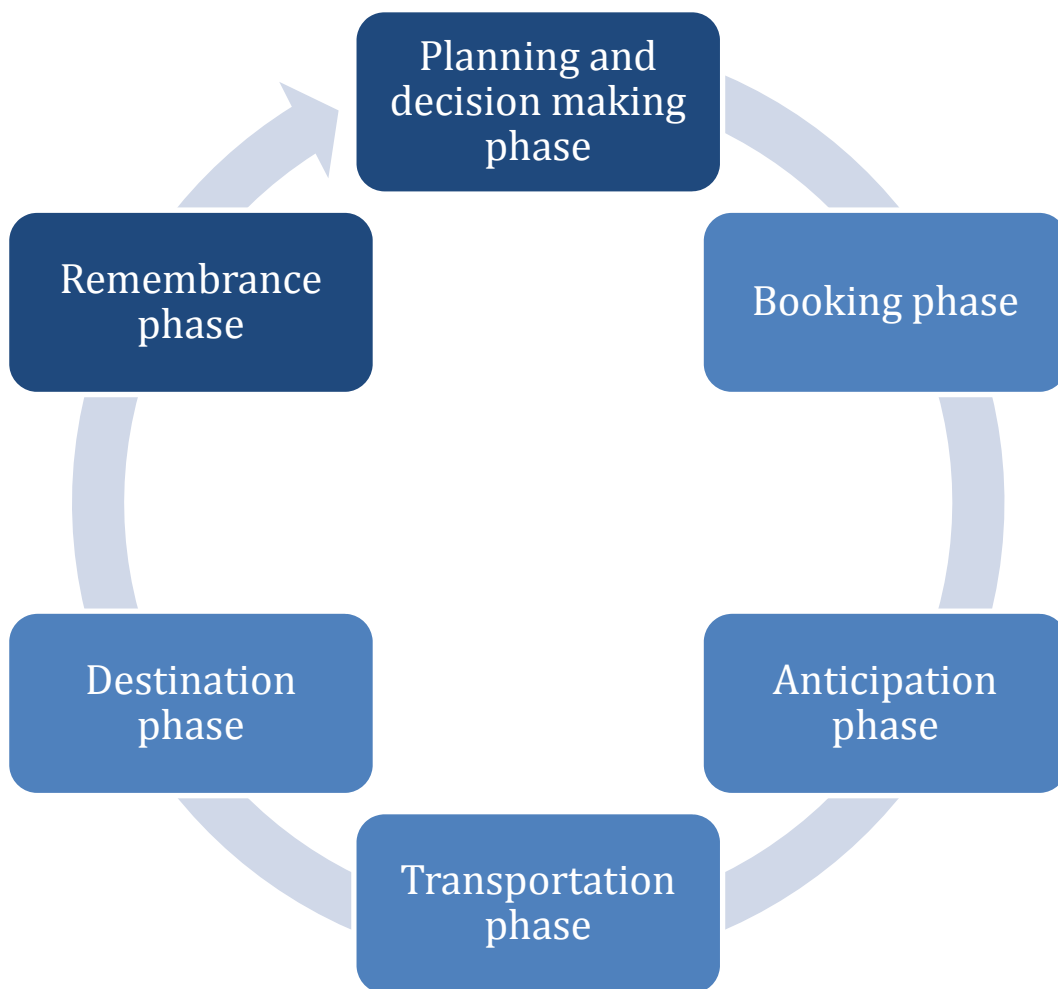 Planning and
decision making
phase
Booking phase
Anticipation
phase
Transportation
phase
Destination
phase
Remembrance
phase